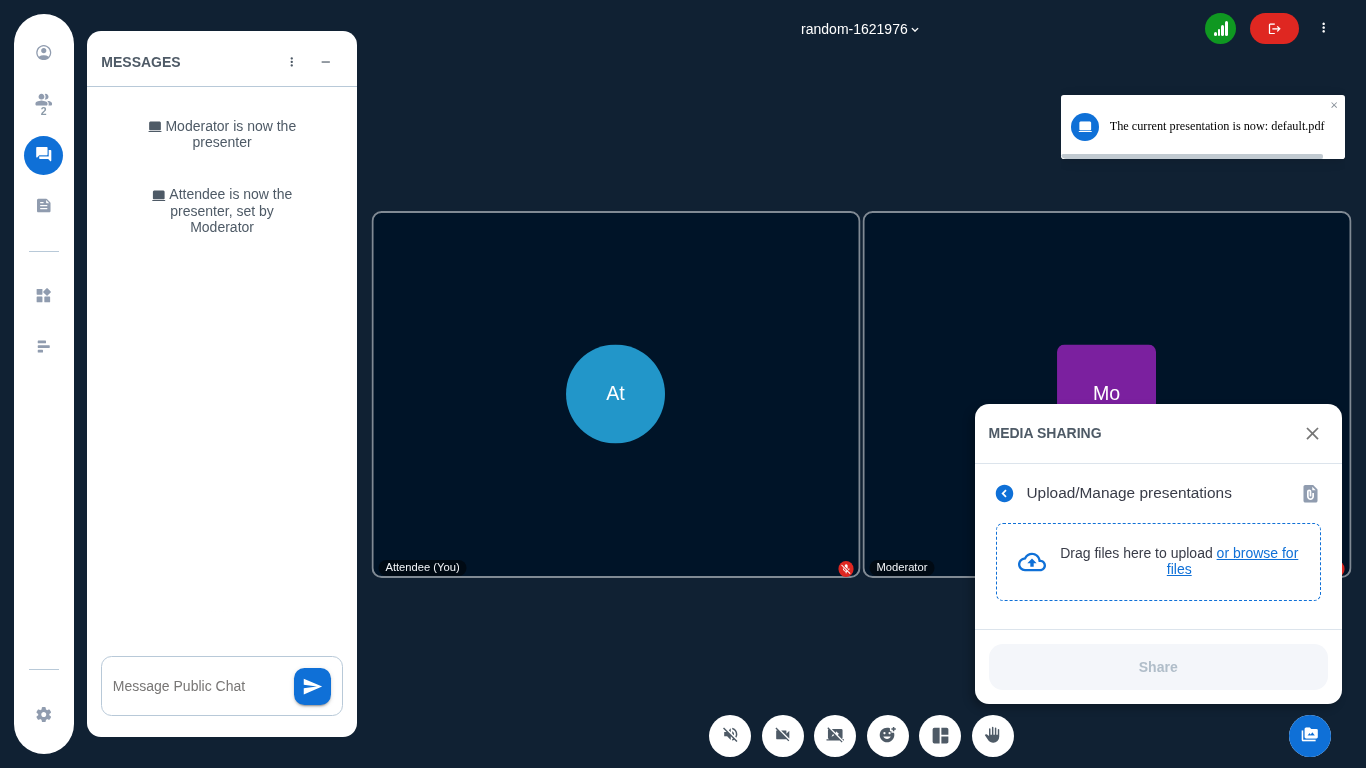 random-1621976
2
MESSAGES
Moderator is now the
presenter
Attendee is now the
presenter, set by
Moderator
Message Public Chat
The current presentation is now: default.pdf
At
Mo
Attendee (You)
Moderator
MEDIA SHARING
Upload/Manage presentations
Drag files here to upload or browse for
files
Share